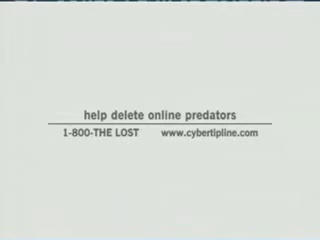 help delete online predators
1-800-THE LOST www.cybertipline.com